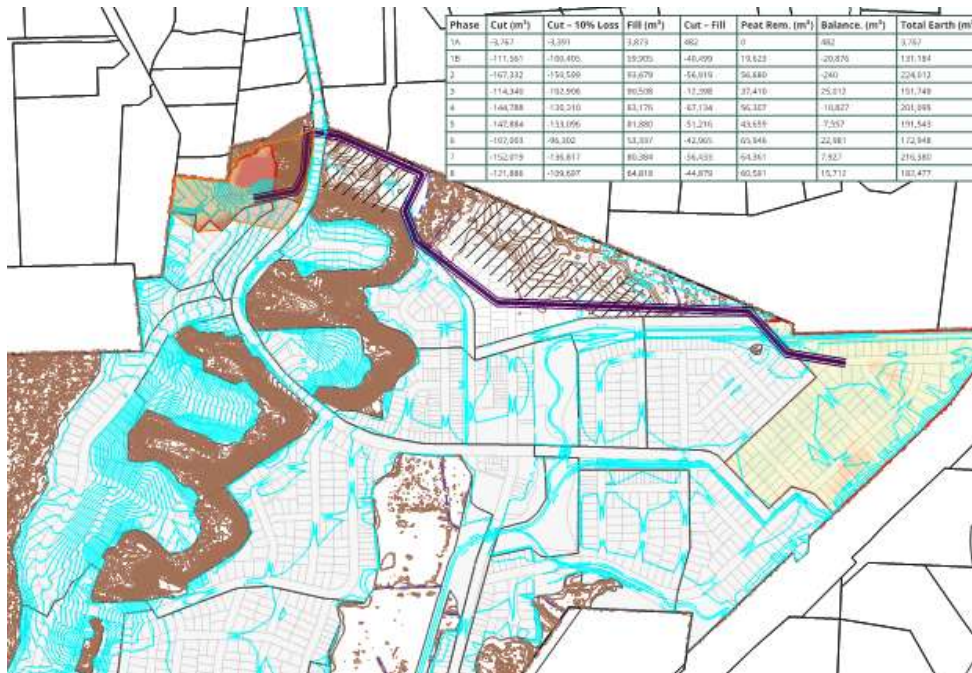 Phase Cut (m³) Cut – 10% Loss Fill (m³) Cut – Fill Peat Rem. (m³) Balance. (m³) Total Earth (m³
1A -3,767 -3,391 3,873 482 0 482 3,767
1B -111,561 -100,405 59,905 -40,499 19,623 -20,876 131,184
2 -167,332 -150,599 93,679 -56,919 56,680 -240 224,012
3 -114,340 -102,906 90,508 -12,398 37,410 25,012 151,749
4 -144,788 -130,310 63,176 -67,134 56,307 -10,827 201,095
5 -147,884 -133,096 81,880 -51,216 43,659 -7,557 191,543
6 -107,003 -96,302 53,337 -42,965 65,946 22,981 172,948
7 -152,019 -136,817 80,384 -56,433 64,361 7,927 216,380
8 -121,886 -109,697 64,818 -44,879 60,591 15,712 182,477